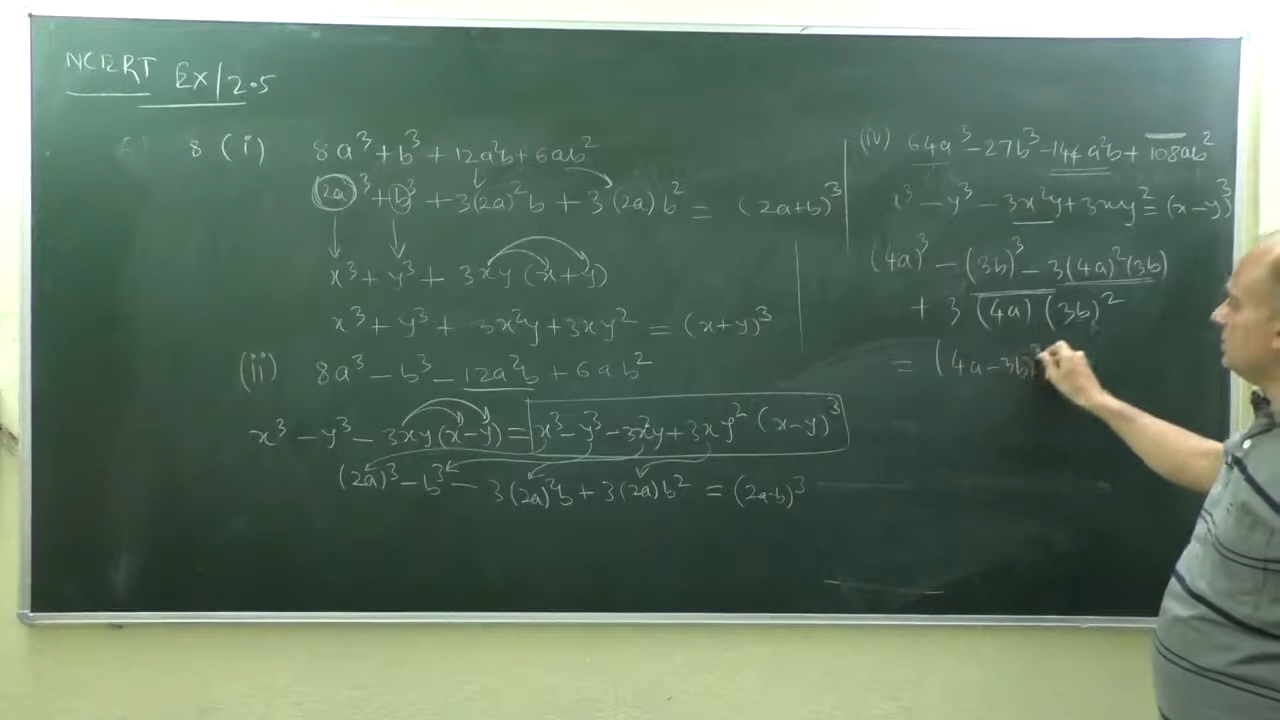 NCERT EX/2.5
8 (i) 8a³ + b³ + 12a²b + 6ab²
(2a)³ + (b)³ + 3(2a)²b + 3(2a)b² = (2a+b)³
x³ + y³ + 3xy (x+y)
x³ + y³ + 3x²y + 3xy² = (x+y)³
(ii) 8a³ - b³ - 12a²b + 6ab²
x³ - y³ - 3xy(x-y) = x³ - y³ - 3x²y + 3xy² (x-y)³
(2a)³ - b³ - 3(2a)²b + 3(2a)b² = (2a-b)³
(iv) 64a³ - 27b³ - 144a²b + 108ab²
x³ - y³ - 3x²y + 3xy² = (x-y)³
(4a)³ - (3b)³ - 3(4a)²(3b)
+ 3 (4a) (3b)²
= (4a-3b)